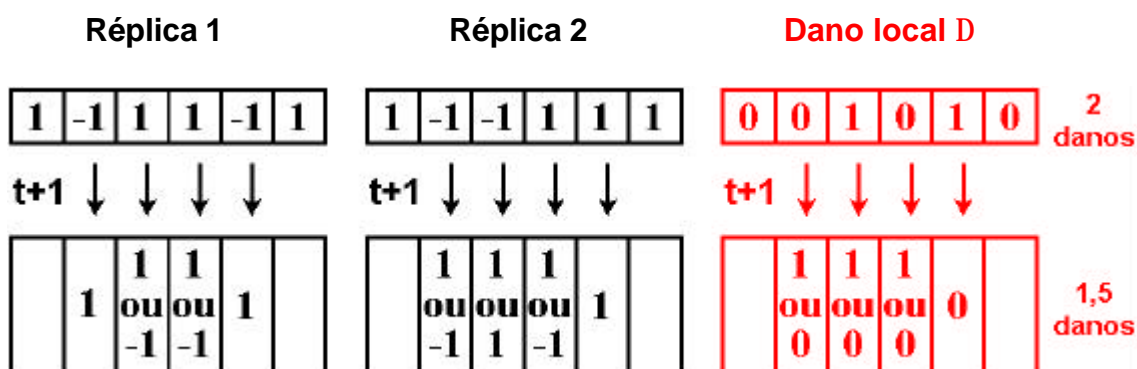 Réplica 1
Réplica 2
Dano local D
1 -1 1 1 -1 1
1 -1 -1 1 1 1
0 0 1 0 1 0
2
danos
t+1
t+1
t+1
1 1
1 ou ou 1
-1 -1
1 1 1
ou ou ou 1
-1 1 -1
1 1 1
ou ou ou 0
0 0 0
1,5
danos